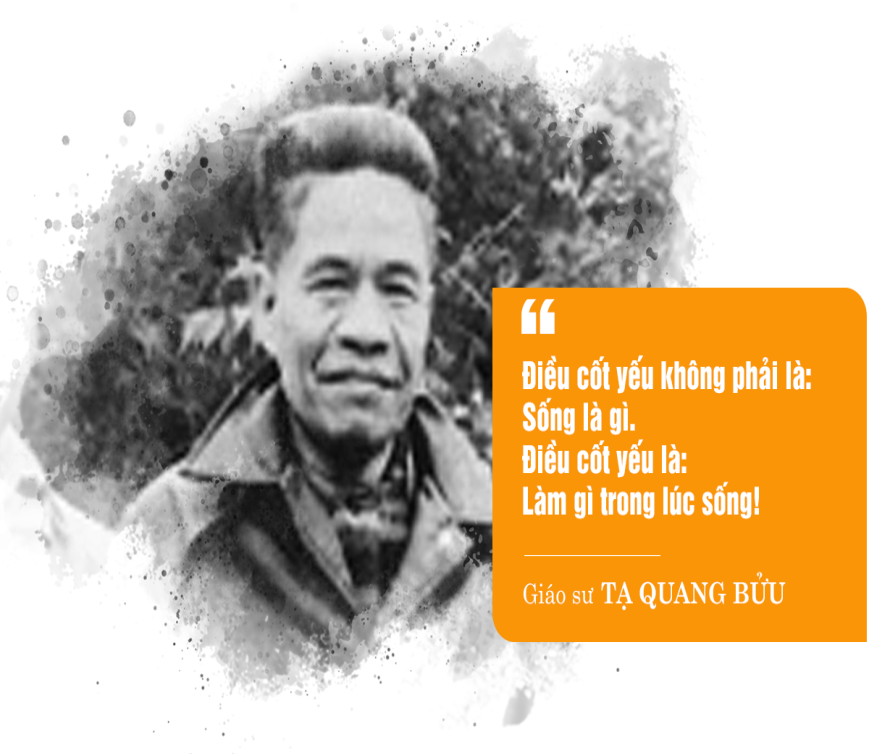 “
Điều cốt yếu không phải là:
Sống là gì.
Điều cốt yếu là:
Làm gì trong lúc sống!
Giáo sư TẠ QUANG BỬU